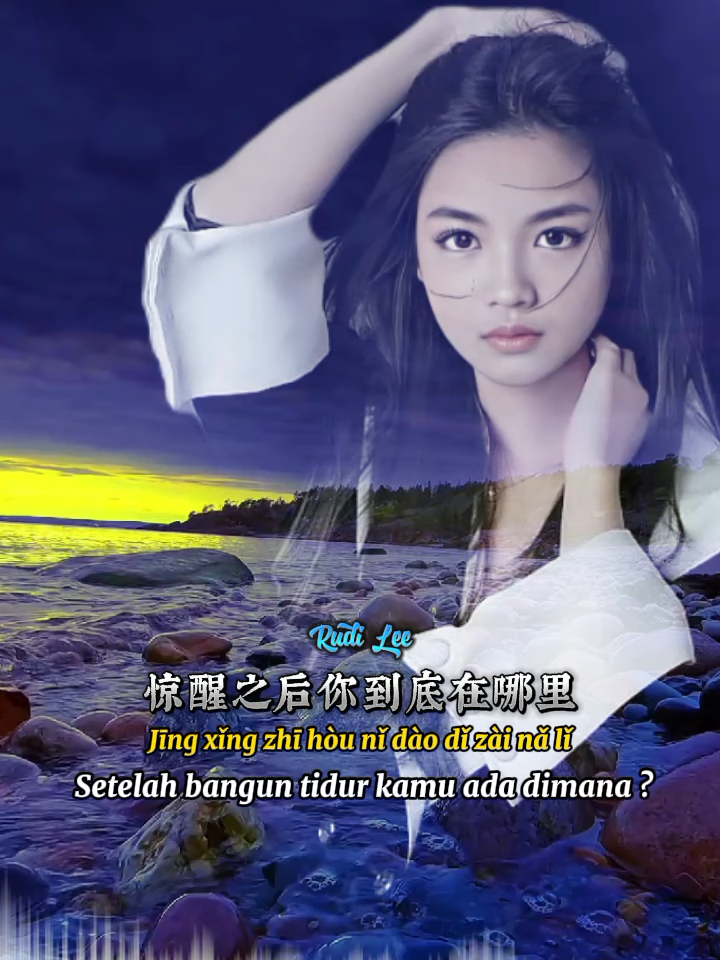 Rudi Lee
惊醒之后你到底在哪里
Jīng xǐng zhī hòu nǐ dào dǐ zài nǎ lǐ
Setelah bangun tidur kamu ada dimana ?